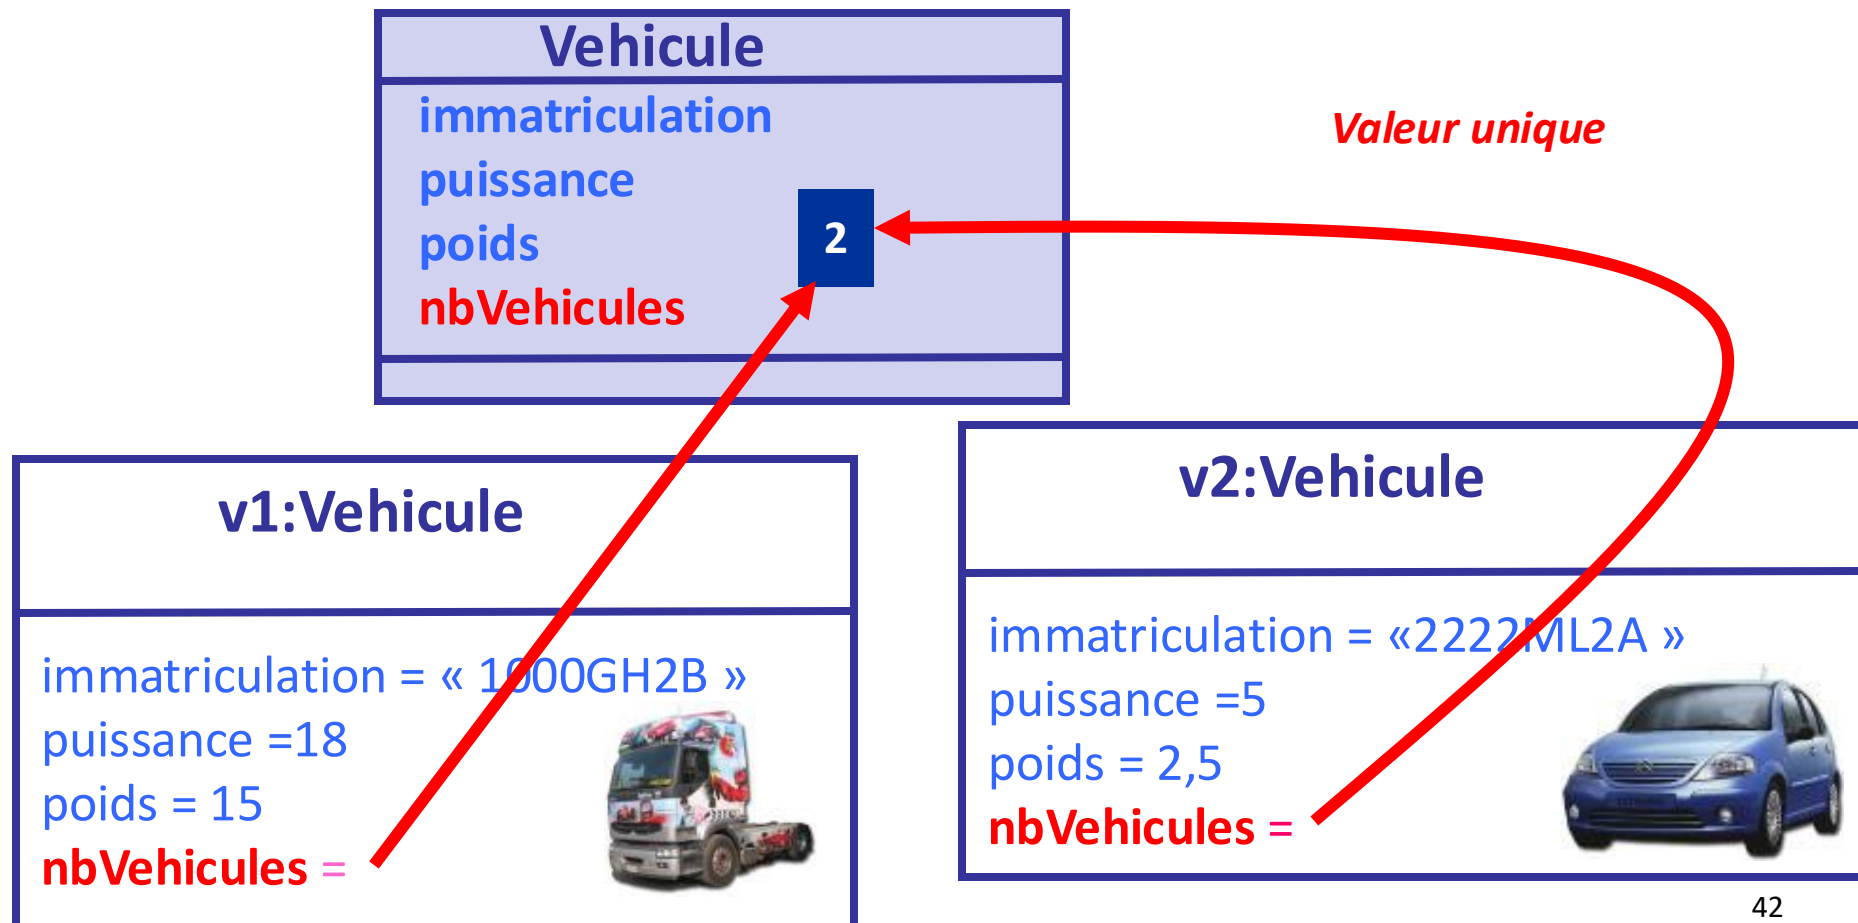 Vehicule
immatriculation
puissance
poids
nbVehicules
2
Valeur unique
v1:Vehicule
immatriculation = « 1000GH2B »
puissance =18
poids = 15
nbVehicules =
v2:Vehicule
immatriculation = «2222ML2A »
puissance =5
poids = 2,5
nbVehicules =
42